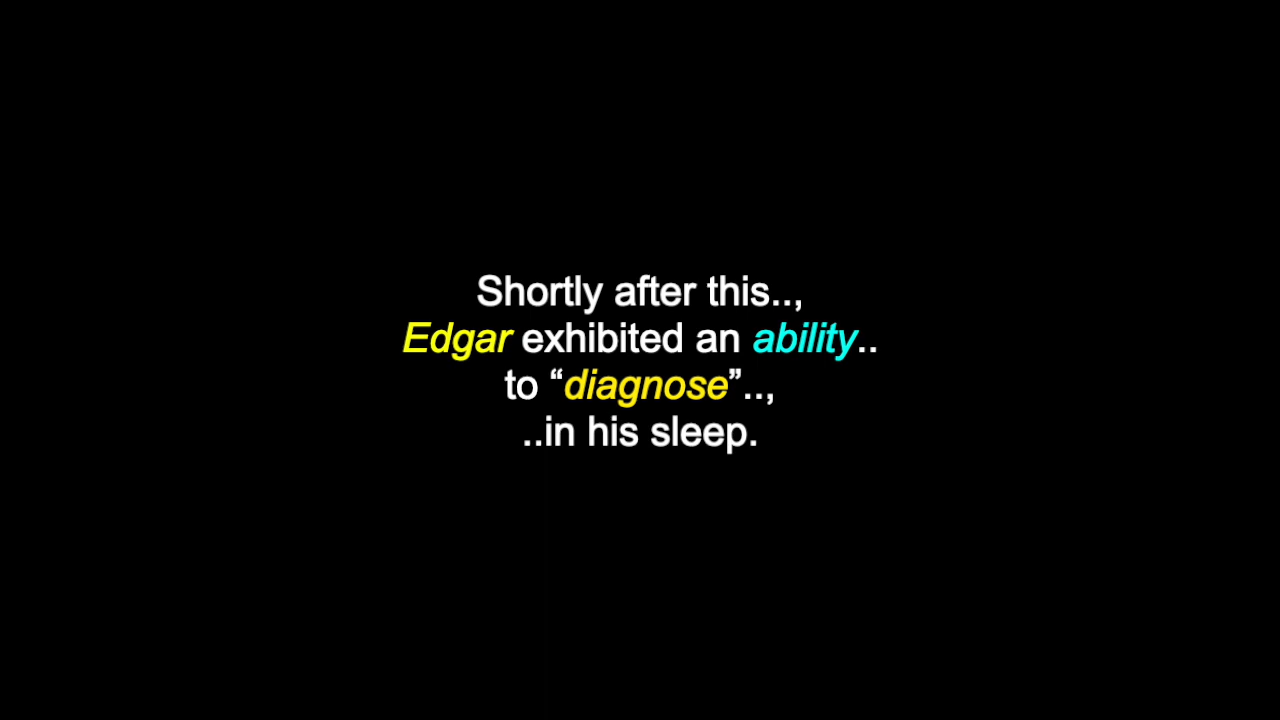 Shortly after this..,
Edgar exhibited an ability..
to “diagnose”..,
..in his sleep.